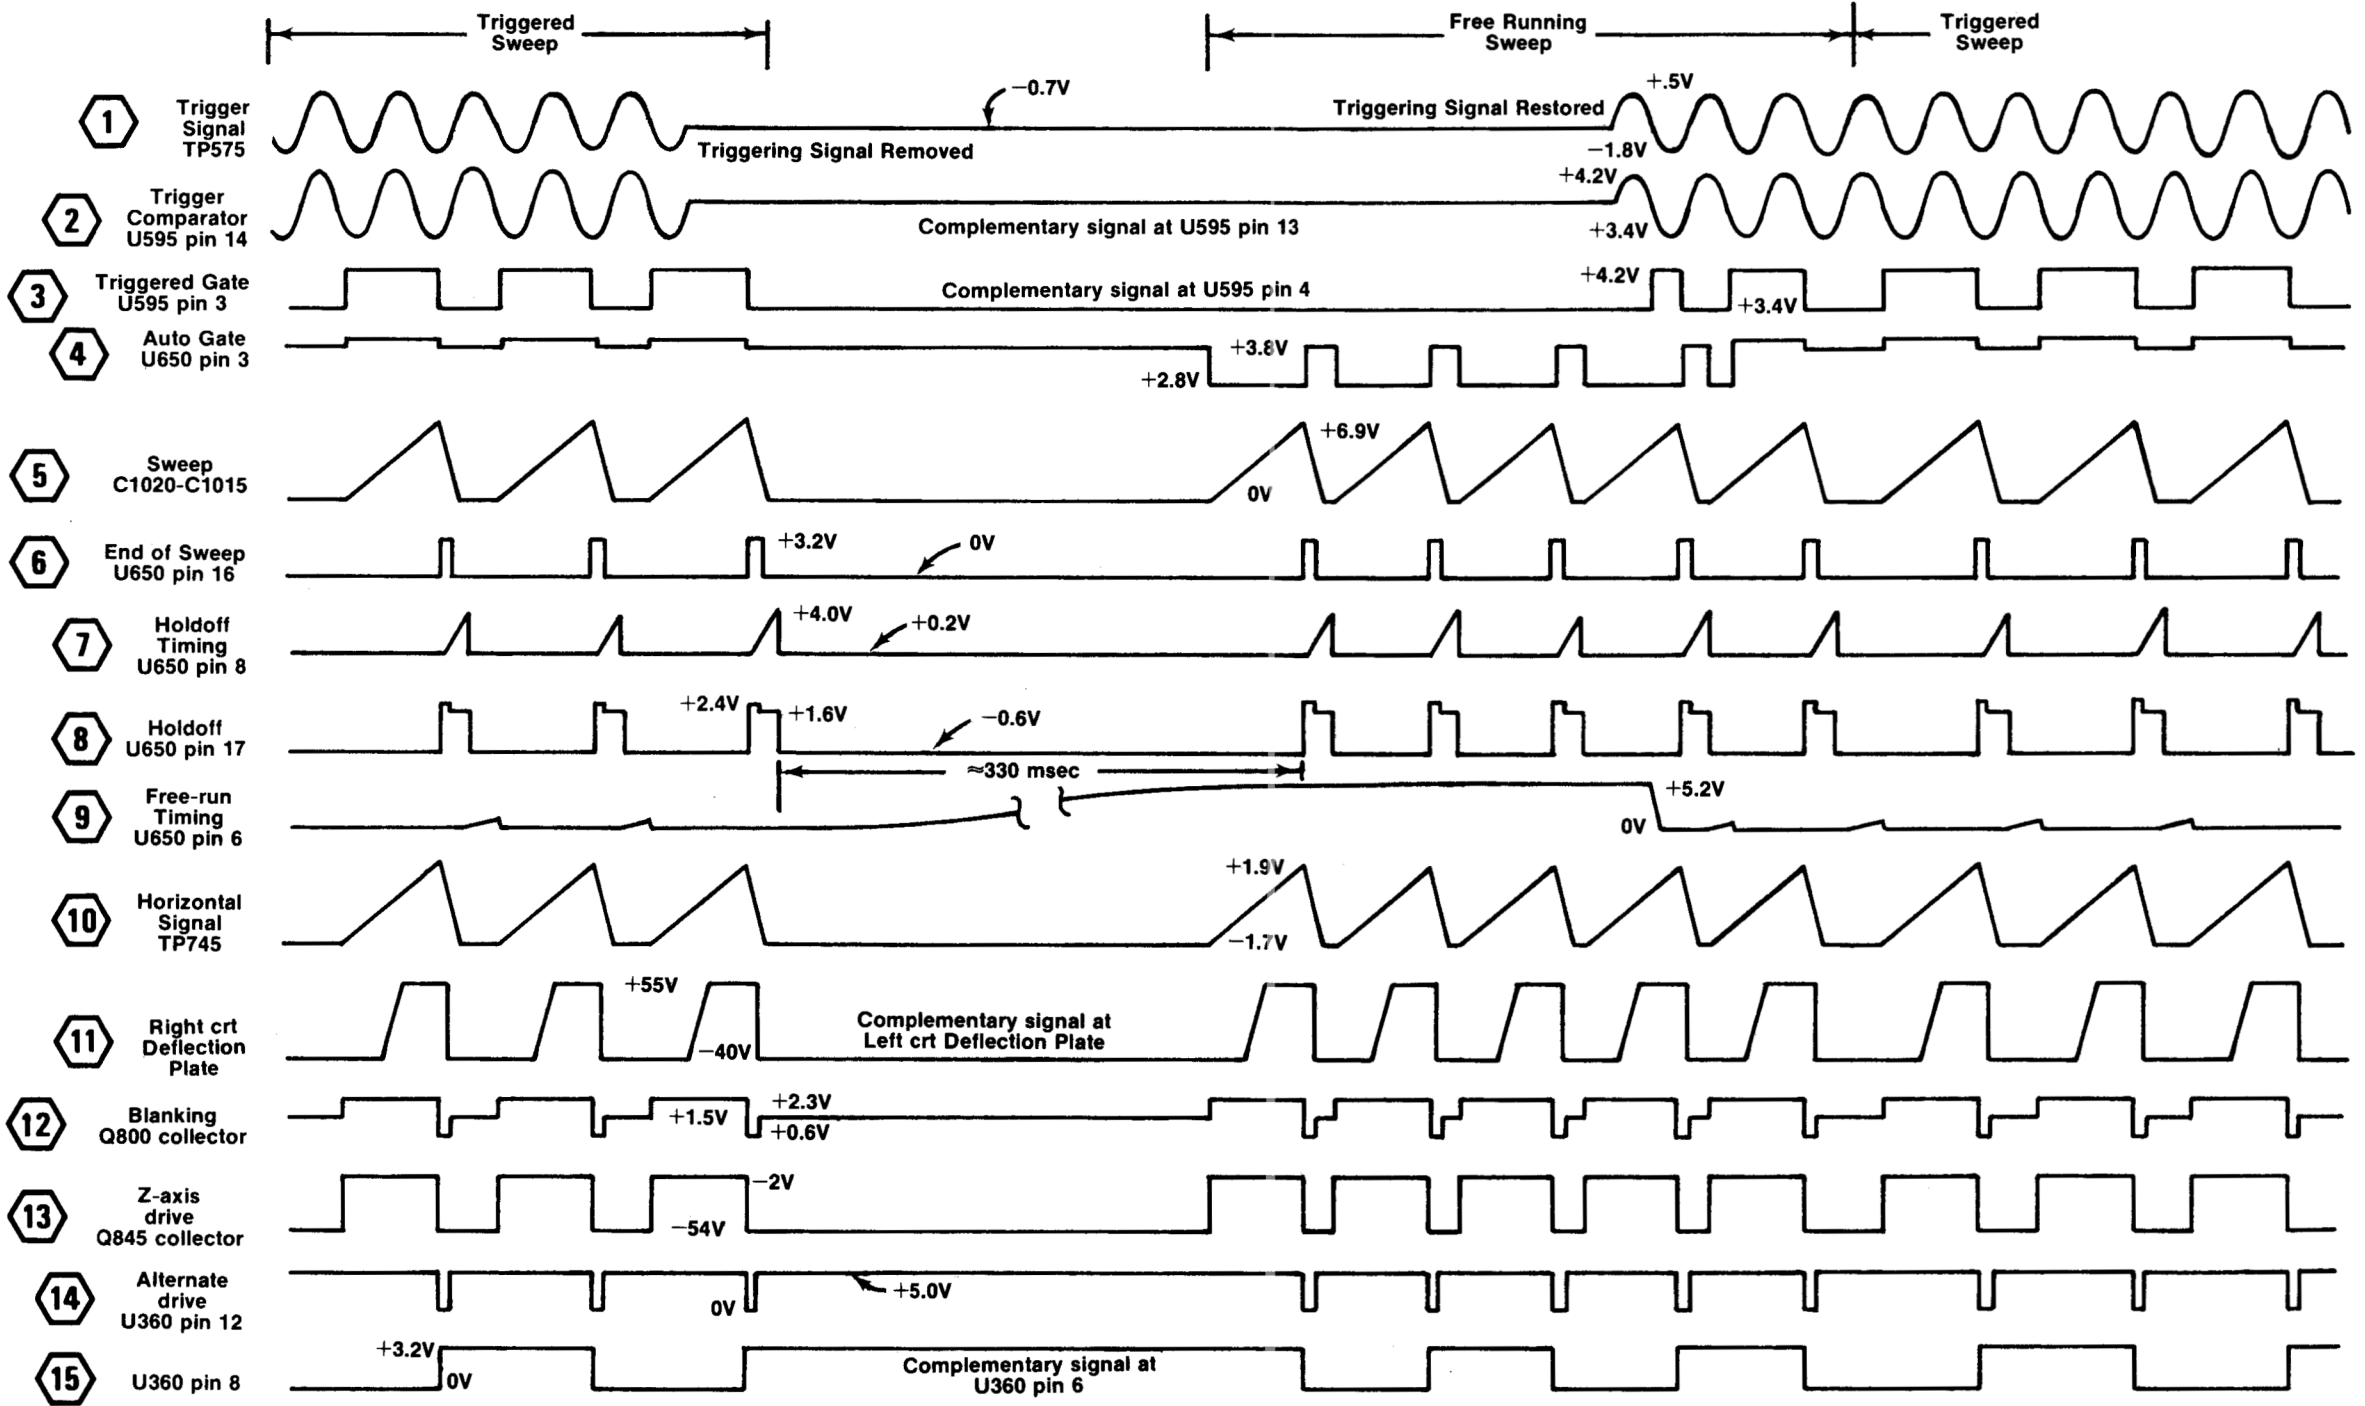 Triggered
Sweep
Free Running
Sweep
Triggered
Sweep
1
Trigger
Signal
TP575
−0.7V
Triggering Signal Removed
Triggering Signal Restored
+.5V
−1.8V
2
Trigger
Comparator
U595 pin 14
Complementary signal at U595 pin 13
+4.2V
+3.4V
3
Triggered Gate
U595 pin 3
Complementary signal at U595 pin 4
+4.2V
+3.4V
4
Auto Gate
U650 pin 3
+3.8V
+2.8V
5
Sweep
C1020-C1015
+6.9V
0V
6
End of Sweep
U650 pin 16
+3.2V
0V
7
Holdoff
Timing
U650 pin 8
+4.0V
+0.2V
8
Holdoff
U650 pin 17
+2.4V
+1.6V
−0.6V
≈330 msec
9
Free-run
Timing
U650 pin 6
+5.2V
0V
10
Horizontal
Signal
TP745
+1.9V
−1.7V
11
Right crt
Deflection
Plate
+55V
−40V
Complementary signal at
Left crt Deflection Plate
12
Blanking
Q800 collector
+1.5V
+2.3V
+0.6V
13
Z-axis
drive
Q845 collector
−2V
−54V
14
Alternate
drive
U360 pin 12
0V
+5.0V
15
U360 pin 8
+3.2V
0V
Complementary signal at
U360 pin 6